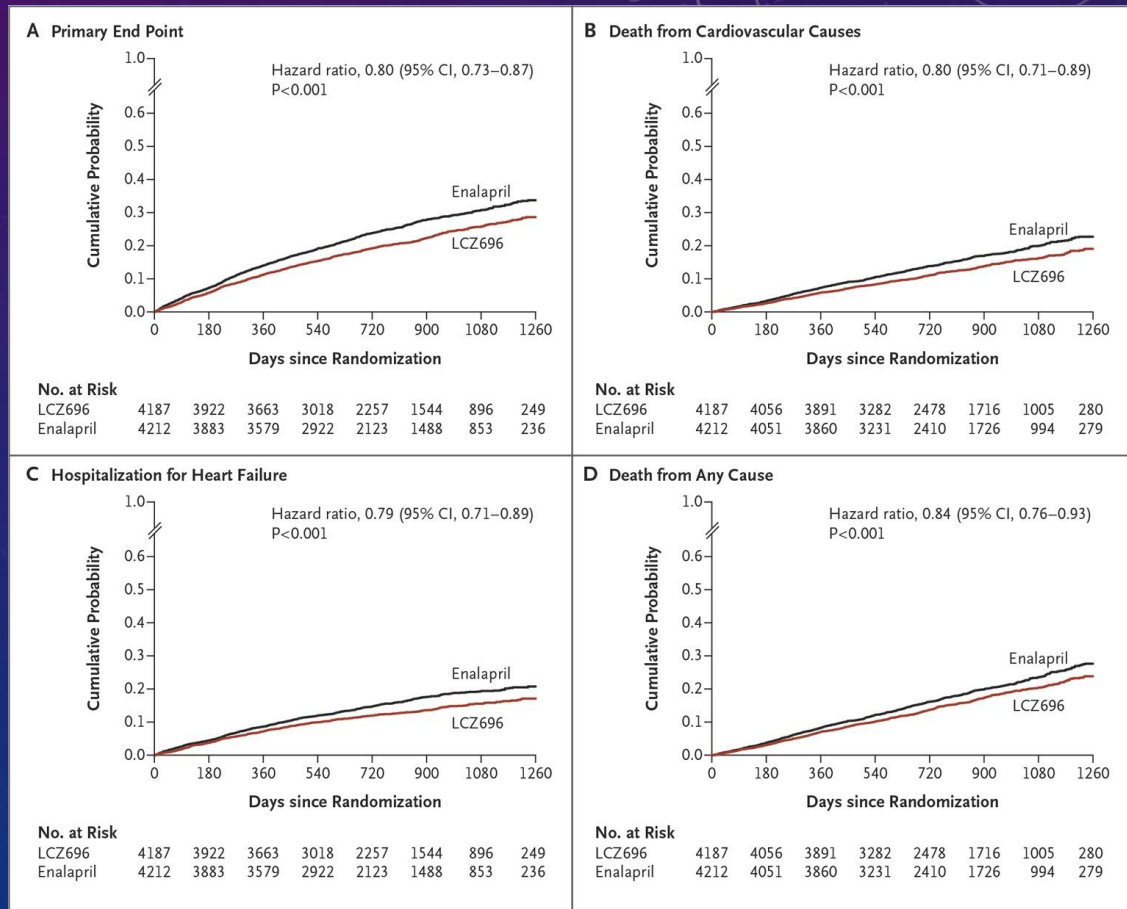 A Primary End Point
Hazard ratio, 0.80 (95% CI, 0.73–0.87)
P<0.001
Cumulative Probability
1.0
0.6
0.5
0.4
0.3
0.2
0.1
0.0
Enalapril
LCZ696
0 180 360 540 720 900 1080 1260
Days since Randomization
No. at Risk
LCZ696 4187 3922 3663 3018 2257 1544 896 249
Enalapril 4212 3883 3579 2922 2123 1488 853 236
B Death from Cardiovascular Causes
Hazard ratio, 0.80 (95% CI, 0.71–0.89)
P<0.001
Cumulative Probability
1.0
0.6
0.5
0.4
0.3
0.2
0.1
0.0
Enalapril
LCZ696
0 180 360 540 720 900 1080 1260
Days since Randomization
No. at Risk
LCZ696 4187 4056 3891 3282 2478 1716 1005 280
Enalapril 4212 4051 3860 3231 2410 1726 994 279
C Hospitalization for Heart Failure
Hazard ratio, 0.79 (95% CI, 0.71–0.89)
P<0.001
Cumulative Probability
1.0
0.6
0.5
0.4
0.3
0.2
0.1
0.0
Enalapril
LCZ696
0 180 360 540 720 900 1080 1260
Days since Randomization
No. at Risk
LCZ696 4187 3922 3663 3018 2257 1544 896 249
Enalapril 4212 3883 3579 2922 2123 1488 853 236
D Death from Any Cause
Hazard ratio, 0.84 (95% CI, 0.76–0.93)
P<0.001
Cumulative Probability
1.0
0.6
0.5
0.4
0.3
0.2
0.1
0.0
Enalapril
LCZ696
0 180 360 540 720 900 1080 1260
Days since Randomization
No. at Risk
LCZ696 4187 4056 3891 3282 2478 1716 1005 280
Enalapril 4212 4051 3860 3231 2410 1726 994 279